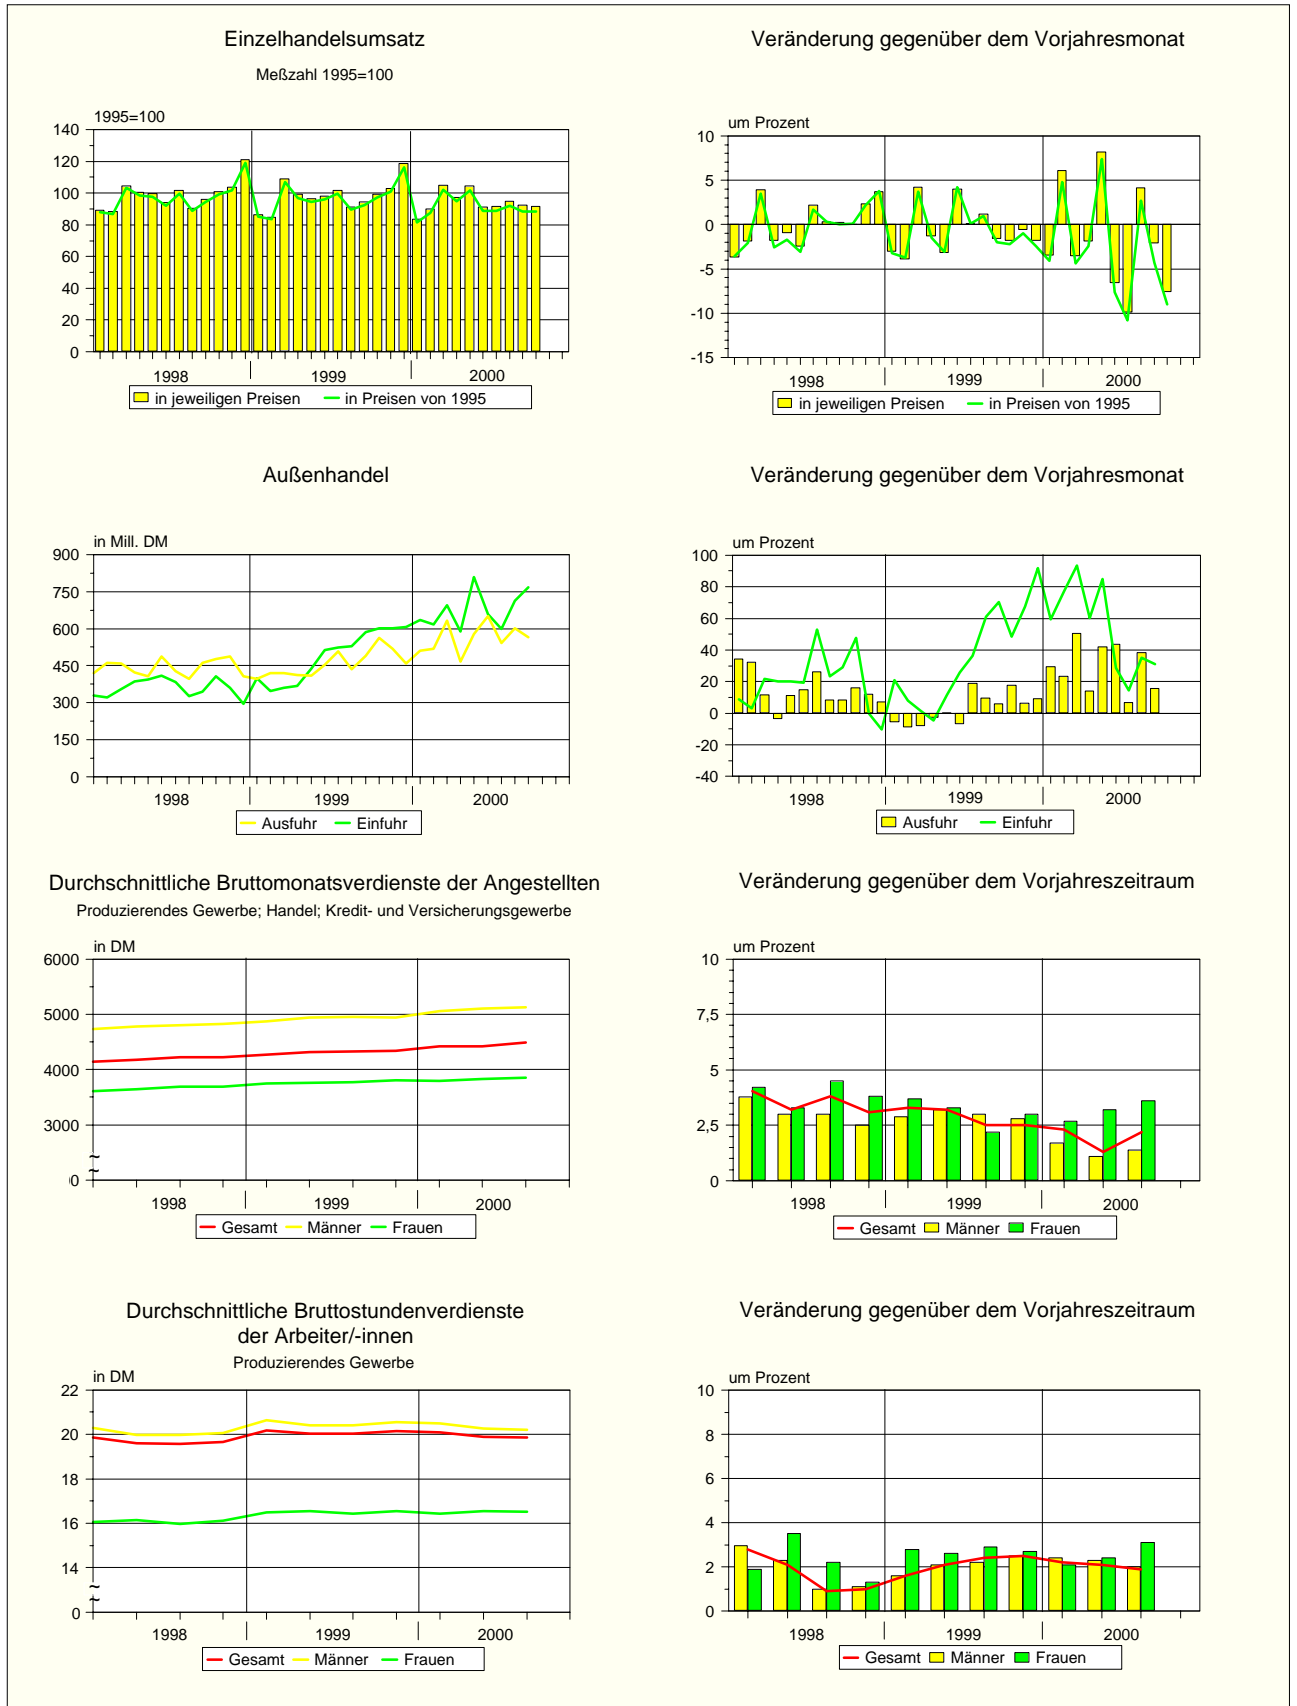 Einzelhandelsumsatz
Meßzahl 1995=100
1995=100
140
120
100
80
60
40
20
0
1998 1999 2000
in jeweiligen Preisen in Preisen von 1995
Veränderung gegenüber dem Vorjahresmonat
um Prozent
10
5
0
-5
-10
-15
1998 1999 2000
in jeweiligen Preisen in Preisen von 1995
Außenhandel
in Mill. DM
900
750
600
450
300
150
0
1998 1999 2000
Ausfuhr Einfuhr
Veränderung gegenüber dem Vorjahresmonat
um Prozent
100
80
60
40
20
0
-20
-40
1998 1999 2000
Ausfuhr Einfuhr
Durchschnittliche Bruttomonatsverdienste der Angestellten
Produzierendes Gewerbe; Handel; Kredit- und Versicherungsgewerbe
in DM
6000
5000
4000
3000
0
1998 1999 2000
Gesamt Männer Frauen
Veränderung gegenüber dem Vorjahreszeitraum
um Prozent
10
7,5
5
2,5
0
1998 1999 2000
Gesamt Männer Frauen
Durchschnittliche Bruttostundenverdienste
der Arbeiter/-innen
Produzierendes Gewerbe
in DM
22
20
18
16
14
0
1998 1999 2000
Gesamt Männer Frauen
Veränderung gegenüber dem Vorjahreszeitraum
um Prozent
10
8
6
4
2
0
1998 1999 2000
Gesamt Männer Frauen